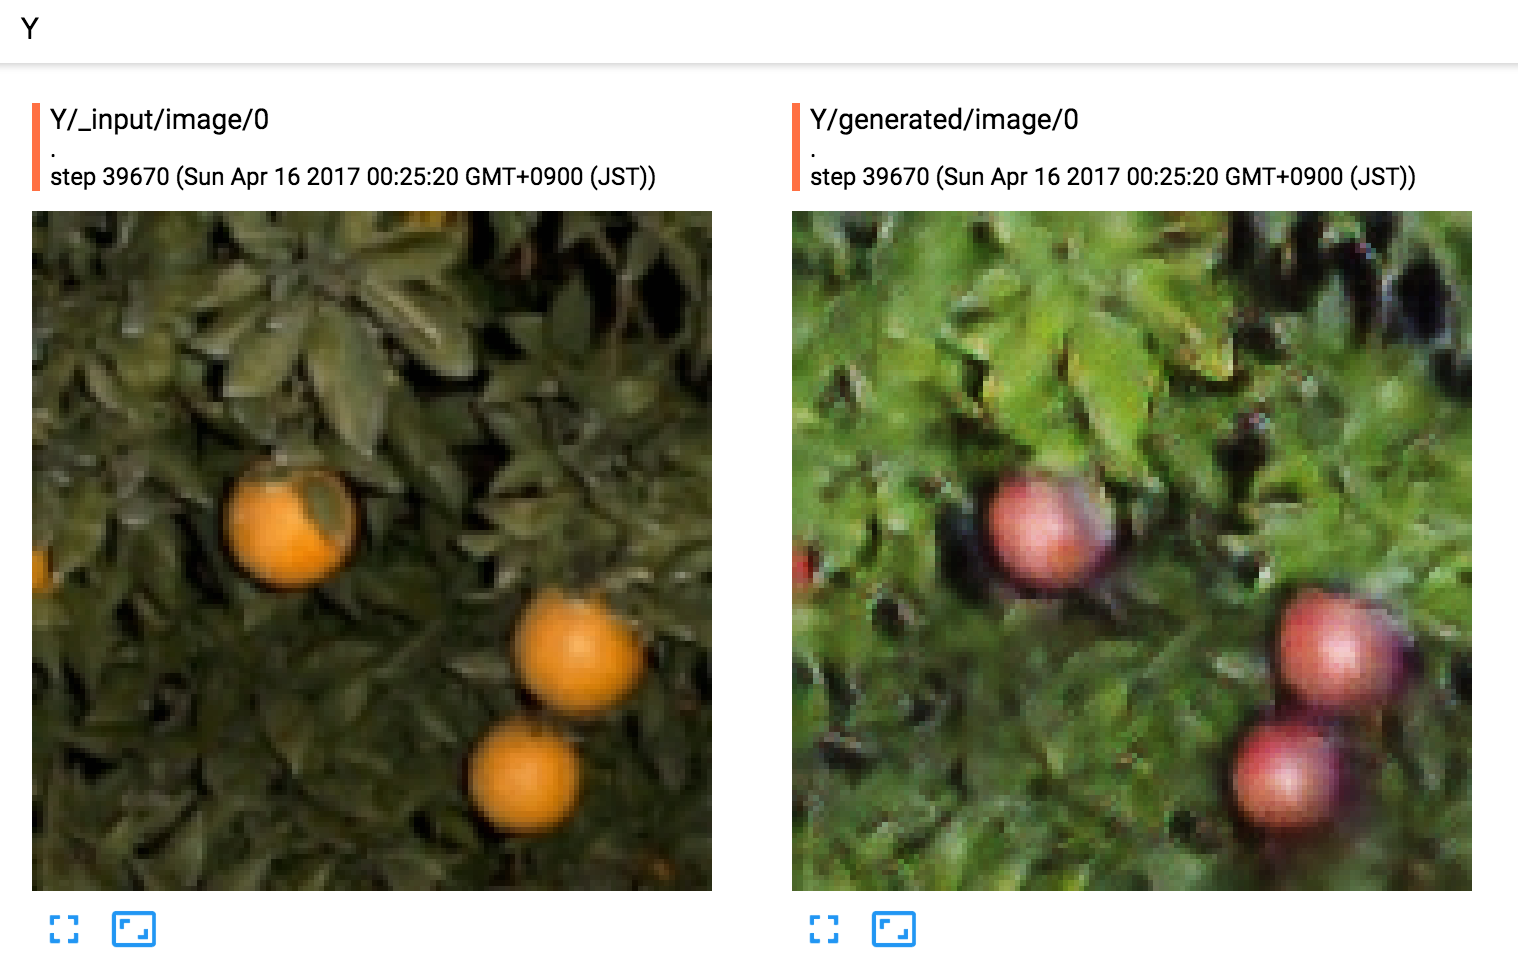 Y
Y/_input/image/0
.
step 39670 (Sun Apr 16 2017 00:25:20 GMT+0900 (JST))
Y/generated/image/0
.
step 39670 (Sun Apr 16 2017 00:25:20 GMT+0900 (JST))